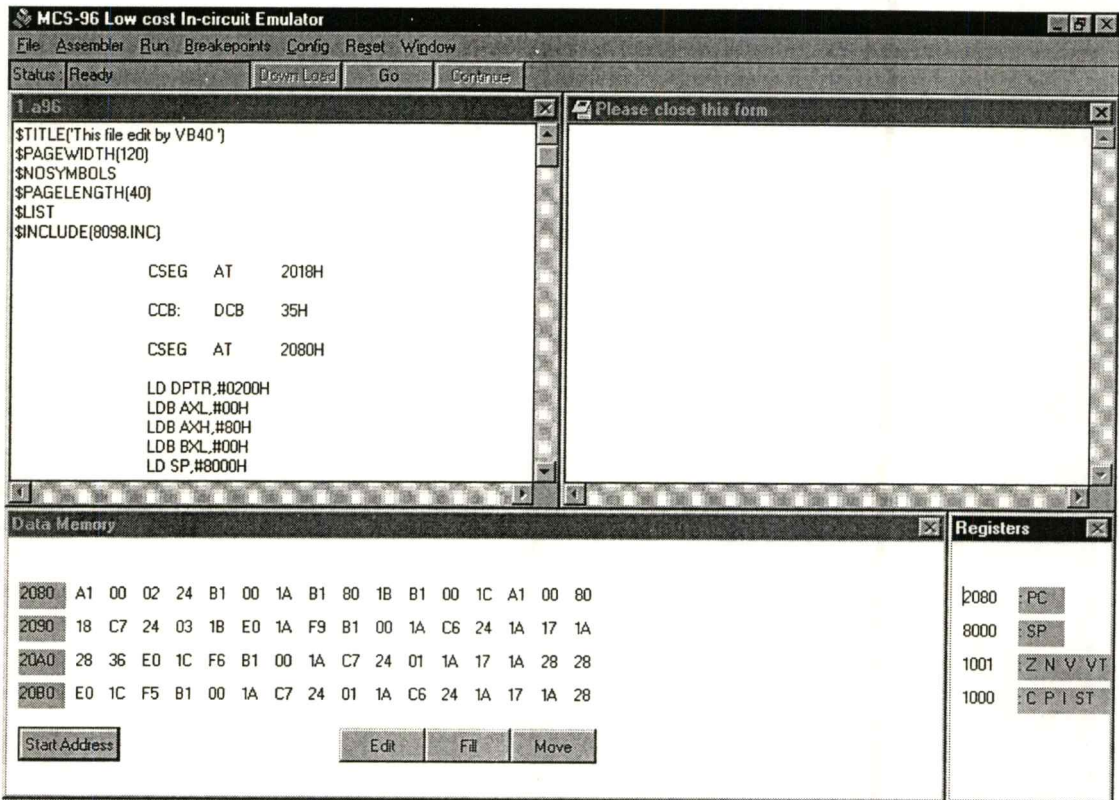 MCS-96 Low cost In-circuit Emulator
File Assembler Run Breakepoints Config Reset Window
Status: Ready Down Load Go Continue
1.a96
$TITLE('This file edit by VB40 ')
$PAGEWIDTH(120)
$NOSYMBOLS
$PAGELENGTH(40)
$LIST
$INCLUDE(8098.INC)
CSEG AT 2018H
CCB: DCB 35H
CSEG AT 2080H
LD DPTR,#0200H
LDB AXL,#00H
LDB AXH,#80H
LDB BXL,#00H
LD SP,#8000H
Please close this form
Data Memory
2080 A1 00 02 24 B1 00 1A B1 80 1B B1 00 1C A1 00 80
2090 18 C7 24 03 1B E0 1A F9 B1 00 1A C6 24 1A 17 1A
20A0 28 36 E0 1C F6 B1 00 1A C7 24 01 1A 17 1A 28 28
20B0 E0 1C F5 B1 00 1A C7 24 01 1A C6 24 1A 17 1A 28
Start Address Edit Fill Move
Registers
2080 : PC
8000 : SP
1001 : Z N V VT
1000 : C P I ST